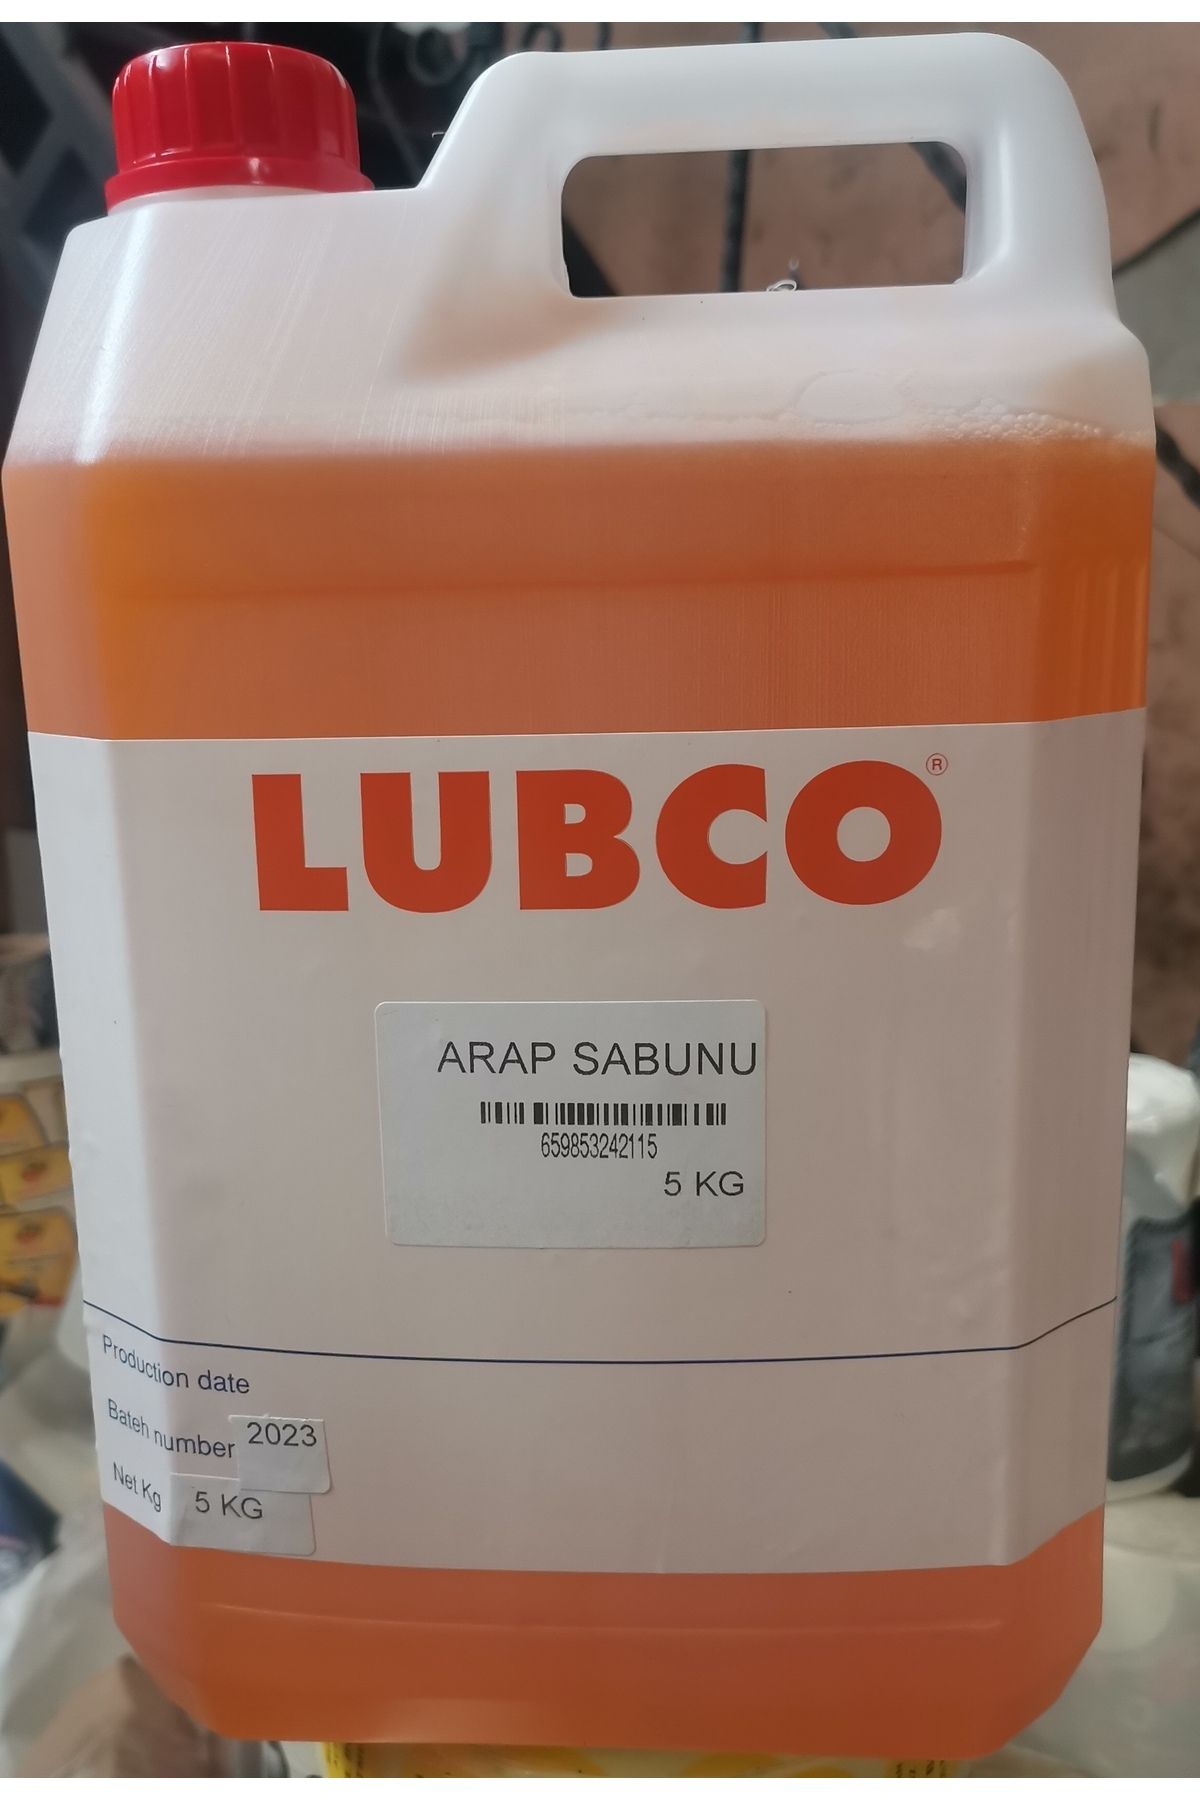 LUBCO®
ARAP SABUNU
659853242115
5 KG
Production date
Bateh number 2023
Net Kg 5 KG